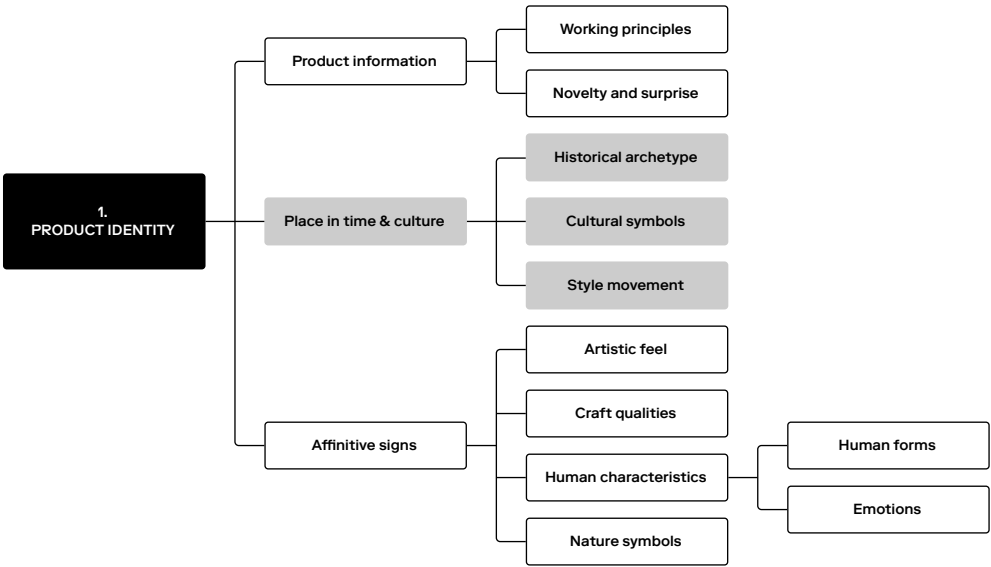 1.
PRODUCT IDENTITY
Product information
Working principles
Novelty and surprise
Place in time & culture
Historical archetype
Cultural symbols
Style movement
Affinitive signs
Artistic feel
Craft qualities
Human characteristics
Human forms
Emotions
Nature symbols